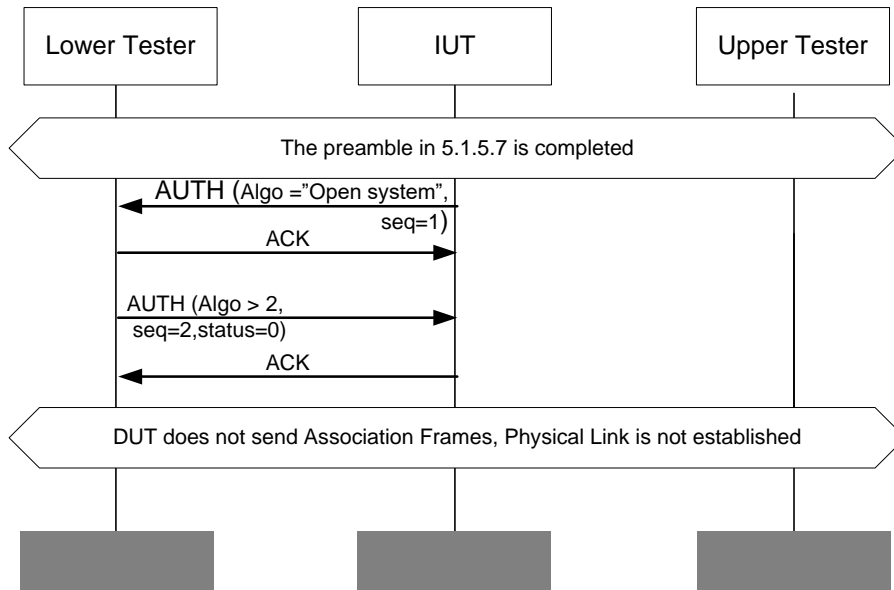 Lower Tester
IUT
Upper Tester
The preamble in 5.1.5.7 is completed
AUTH (Algo =”Open system”,
seq=1)
ACK
AUTH (Algo > 2,
seq=2,status=0)
ACK
DUT does not send Association Frames, Physical Link is not established